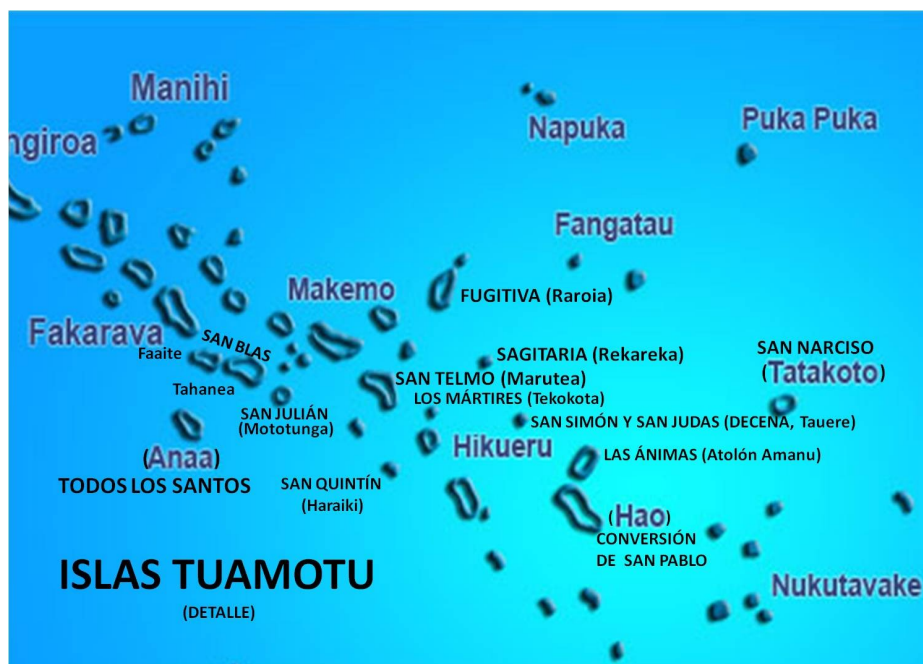 Manihi
ngiroa
Napuka
Puka Puka
Fangatau
Makemo
FUGITIVA (Raroia)
Fakarava
SAN BLAS
Faaite
Tahanea
SAGITARIA (Rekareka)
SAN NARCISO
(Tatakoto)
SAN TELMO (Marutea)
LOS MÁRTIRES (Tekokota)
SAN JULIÁN
(Mototunga)
SAN SIMÓN Y SAN JUDAS (DECENA, Tauere)
Hikueru
(Anaa)
TODOS LOS SANTOS
LAS ÁNIMAS (Atolón Amanu)
SAN QUINTÍN
(Haraiki)
(Hao)
CONVERSIÓN
DE SAN PABLO
ISLAS TUAMOTU
(DETALLE)
Nukutavake